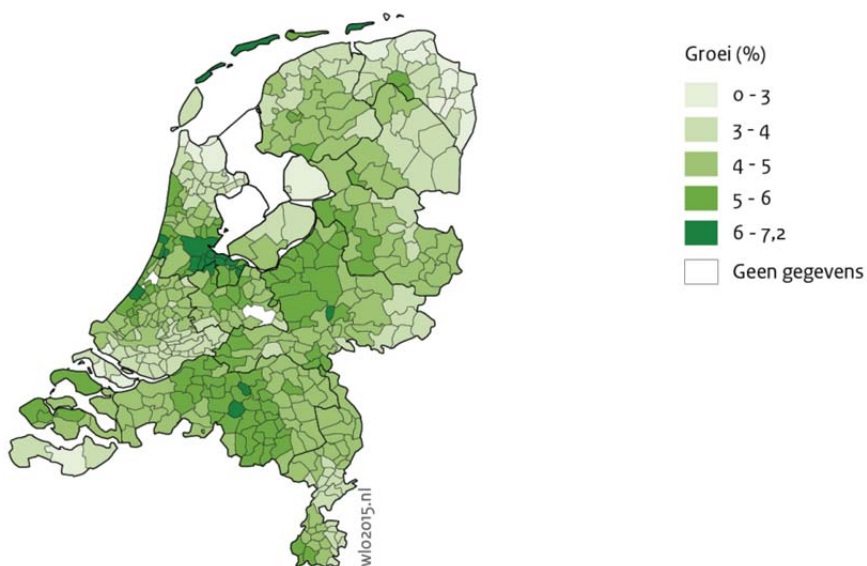 Groei (%)
0 - 3
3 - 4
4 - 5
5 - 6
6 - 7,2
Geen gegevens
wlo2015.nl